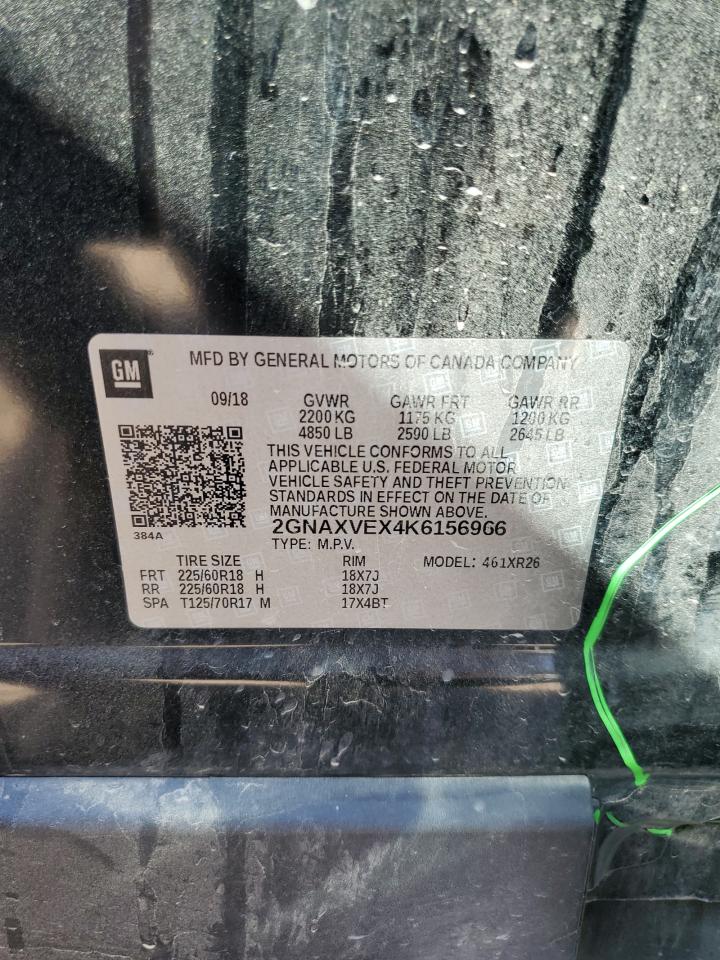 GM
MFD BY GENERAL MOTORS OF CANADA COMPANY
09/18 GVWR GAWR FRT GAWR RR
2200 KG 1175 KG 1200 KG
4850 LB 2590 LB 2645 LB
THIS VEHICLE CONFORMS TO ALL
APPLICABLE U.S. FEDERAL MOTOR
VEHICLE SAFETY AND THEFT PREVENTION
STANDARDS IN EFFECT ON THE DATE OF
MANUFACTURE SHOWN ABOVE.
2GNAXVEX4K6156966
384A
TYPE: M.P.V.
TIRE SIZE RIM MODEL: 461XR26
FRT 225/60R18 H 18X7J
RR 225/60R18 H 18X7J
SPA T125/70R17 M 17X4BT